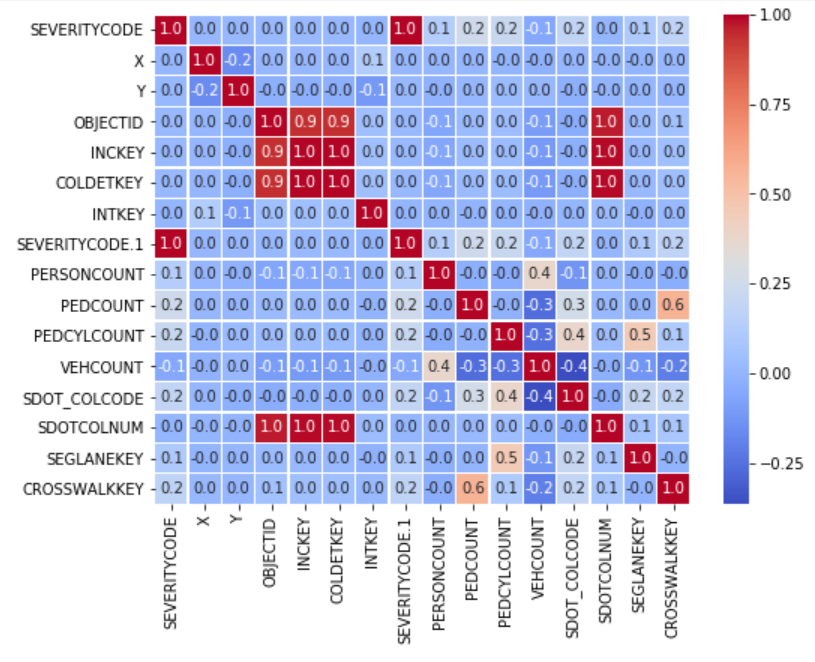 SEVERITYCODE 1.0 0.0 0.0 0.0 0.0 0.0 0.0 1.0 0.1 0.2 0.2 -0.1 0.2 0.0 0.1 0.2
X 0.0 1.0 -0.2 0.0 0.0 0.0 0.1 0.0 0.0 0.0 -0.0 -0.0 -0.0 -0.0 -0.0 0.0
Y 0.0 -0.2 1.0 -0.0 -0.0 -0.0 -0.1 0.0 -0.0 0.0 0.0 0.0 -0.0 -0.0 0.0 0.0
OBJECTID 0.0 0.0 -0.0 1.0 0.9 0.9 0.0 0.0 -0.1 0.0 0.0 -0.1 -0.0 1.0 0.0 0.1
INCKEY 0.0 0.0 -0.0 0.9 1.0 1.0 0.0 0.0 -0.1 0.0 0.0 -0.1 -0.0 1.0 0.0 0.0
COLDETKEY 0.0 0.0 -0.0 0.9 1.0 1.0 0.0 0.0 -0.1 0.0 0.0 -0.1 -0.0 1.0 0.0 0.0
INTKEY 0.0 0.1 -0.1 0.0 0.0 0.0 1.0 0.0 0.0 -0.0 0.0 -0.0 0.0 0.0 -0.0 0.0
SEVERITYCODE.1 1.0 0.0 0.0 0.0 0.0 0.0 0.0 1.0 0.1 0.2 0.2 -0.1 0.2 0.0 0.1 0.2
PERSONCOUNT 0.1 0.0 -0.0 -0.1 -0.1 -0.1 0.0 0.1 1.0 -0.0 -0.0 0.4 -0.1 0.0 -0.0 -0.0
PEDCOUNT 0.2 0.0 0.0 0.0 0.0 0.0 -0.0 0.2 -0.0 1.0 -0.0 -0.3 0.3 0.0 0.0 0.6
PEDCYLCOUNT 0.2 -0.0 0.0 0.0 0.0 0.0 0.0 0.2 -0.0 -0.0 1.0 -0.3 0.4 0.0 0.5 0.1
VEHCOUNT -0.1 -0.0 0.0 -0.1 -0.1 -0.1 -0.0 -0.1 0.4 -0.3 -0.3 1.0 -0.4 -0.0 -0.1 -0.2
SDOT_COLCODE 0.2 -0.0 -0.0 -0.0 -0.0 -0.0 0.0 0.2 -0.1 0.3 0.4 -0.4 1.0 -0.0 0.2 0.2
SDOTCOLNUM 0.0 -0.0 -0.0 1.0 1.0 1.0 0.0 0.0 0.0 0.0 0.0 -0.0 -0.0 1.0 0.1 0.1
SEGLANEKEY 0.1 -0.0 0.0 0.0 0.0 0.0 -0.0 0.1 -0.0 0.0 0.5 -0.1 0.2 0.1 1.0 -0.0
CROSSWALKKEY 0.2 0.0 0.0 0.1 0.0 0.0 0.0 0.2 -0.0 0.6 0.1 -0.2 0.2 0.1 -0.0 1.0
SEVERITYCODE
X
Y
OBJECTID
INCKEY
COLDETKEY
INTKEY
SEVERITYCODE.1
PERSONCOUNT
PEDCOUNT
PEDCYLCOUNT
VEHCOUNT
SDOT_COLCODE
SDOTCOLNUM
SEGLANEKEY
CROSSWALKKEY
1.00
0.75
0.50
0.25
0.00
−0.25